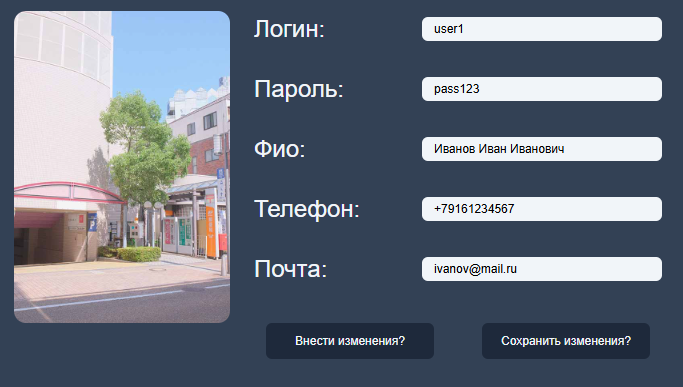 Логин:
user1
Пароль:
pass123
Фио:
Иванов Иван Иванович
Телефон:
+79161234567
Почта:
ivanov@mail.ru
Внести изменения?
Сохранить изменения?